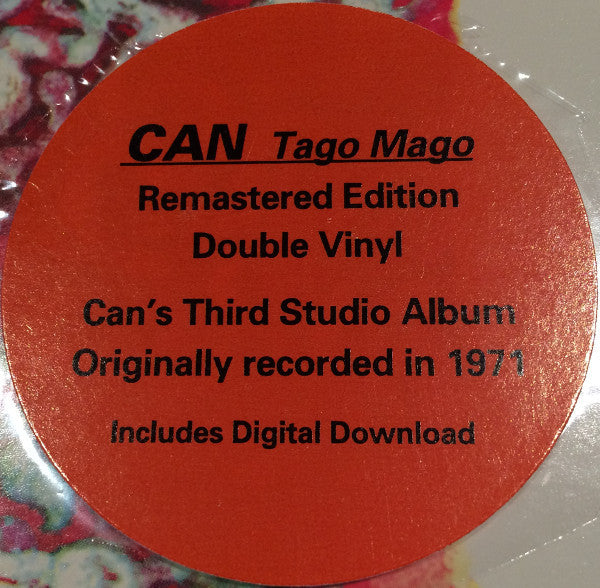 CAN Tago Mago
Remastered Edition
Double Vinyl
Can's Third Studio Album
Originally recorded in 1971
Includes Digital Download